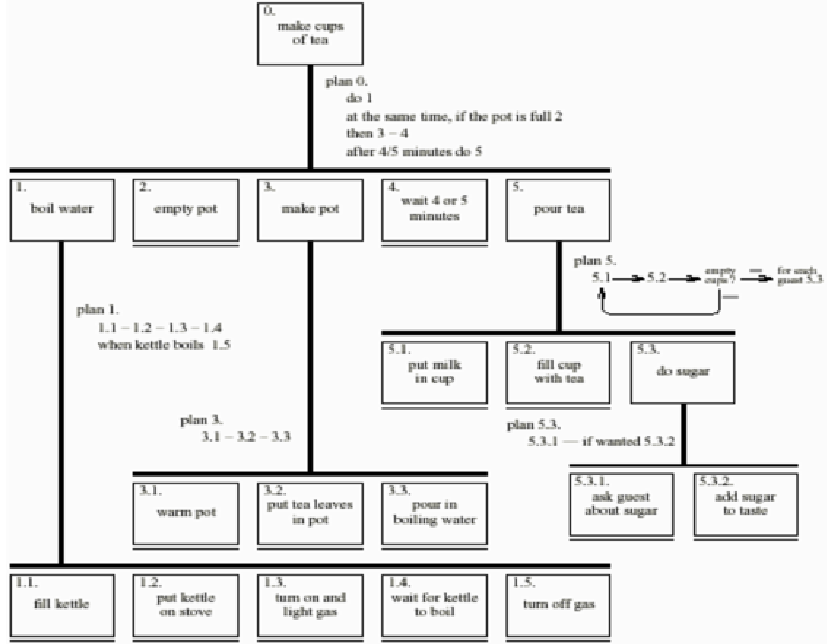 0.
make cups
of tea
plan 0.
do 1
at the same time, if the pot is full 2
then 3 – 4
after 4/5 minutes do 5
1.
boil water
2.
empty pot
3.
make pot
4.
wait 4 or 5
minutes
5.
pour tea
plan 5.
5.1
5.2
empty
cups?
for each
guest 5.3
plan 1.
1.1 – 1.2 – 1.3 – 1.4
when kettle boils 1.5
5.1.
put milk
in cup
5.2.
fill cup
with tea
5.3.
do sugar
plan 3.
3.1 – 3.2 – 3.3
plan 5.3.
5.3.1 — if wanted 5.3.2
3.1.
warm pot
3.2.
put tea leaves
in pot
3.3.
pour in
boiling water
5.3.1.
ask guest
about sugar
5.3.2.
add sugar
to taste
1.1.
fill kettle
1.2.
put kettle
on stove
1.3.
turn on and
light gas
1.4.
wait for kettle
to boil
1.5.
turn off gas